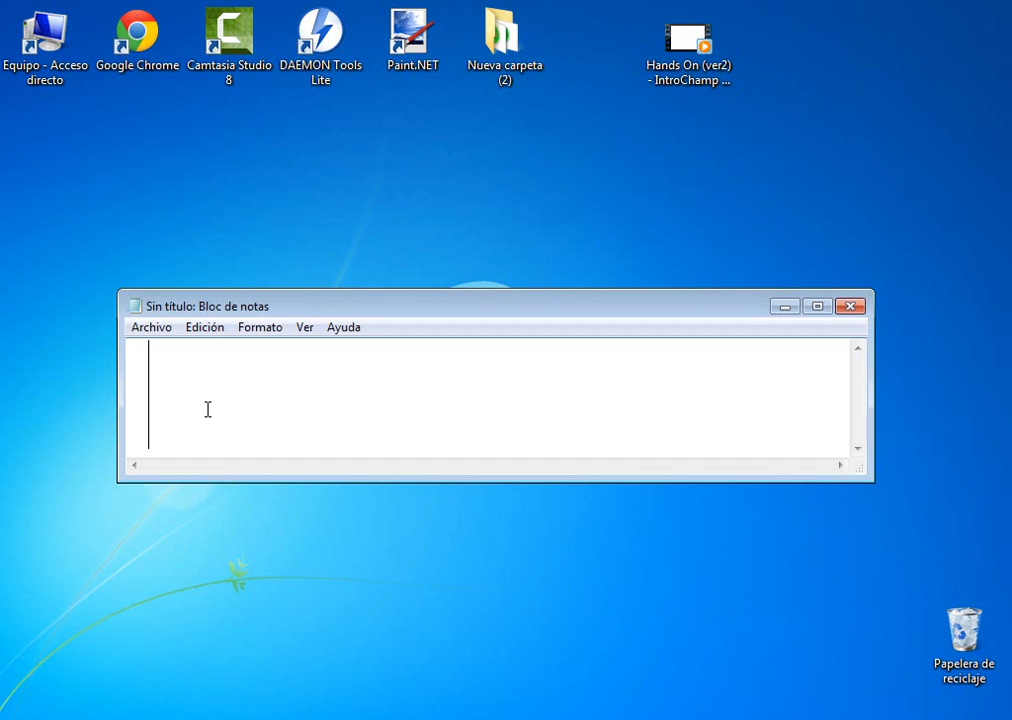 Equipo - Acceso
directo
Google Chrome
Camtasia Studio
8
DAEMON Tools
Lite
Paint.NET
Nueva carpeta
(2)
Hands On (ver2)
- IntroChamp ...
Sin título: Bloc de notas
Archivo Edición Formato Ver Ayuda
Papelera de
reciclaje